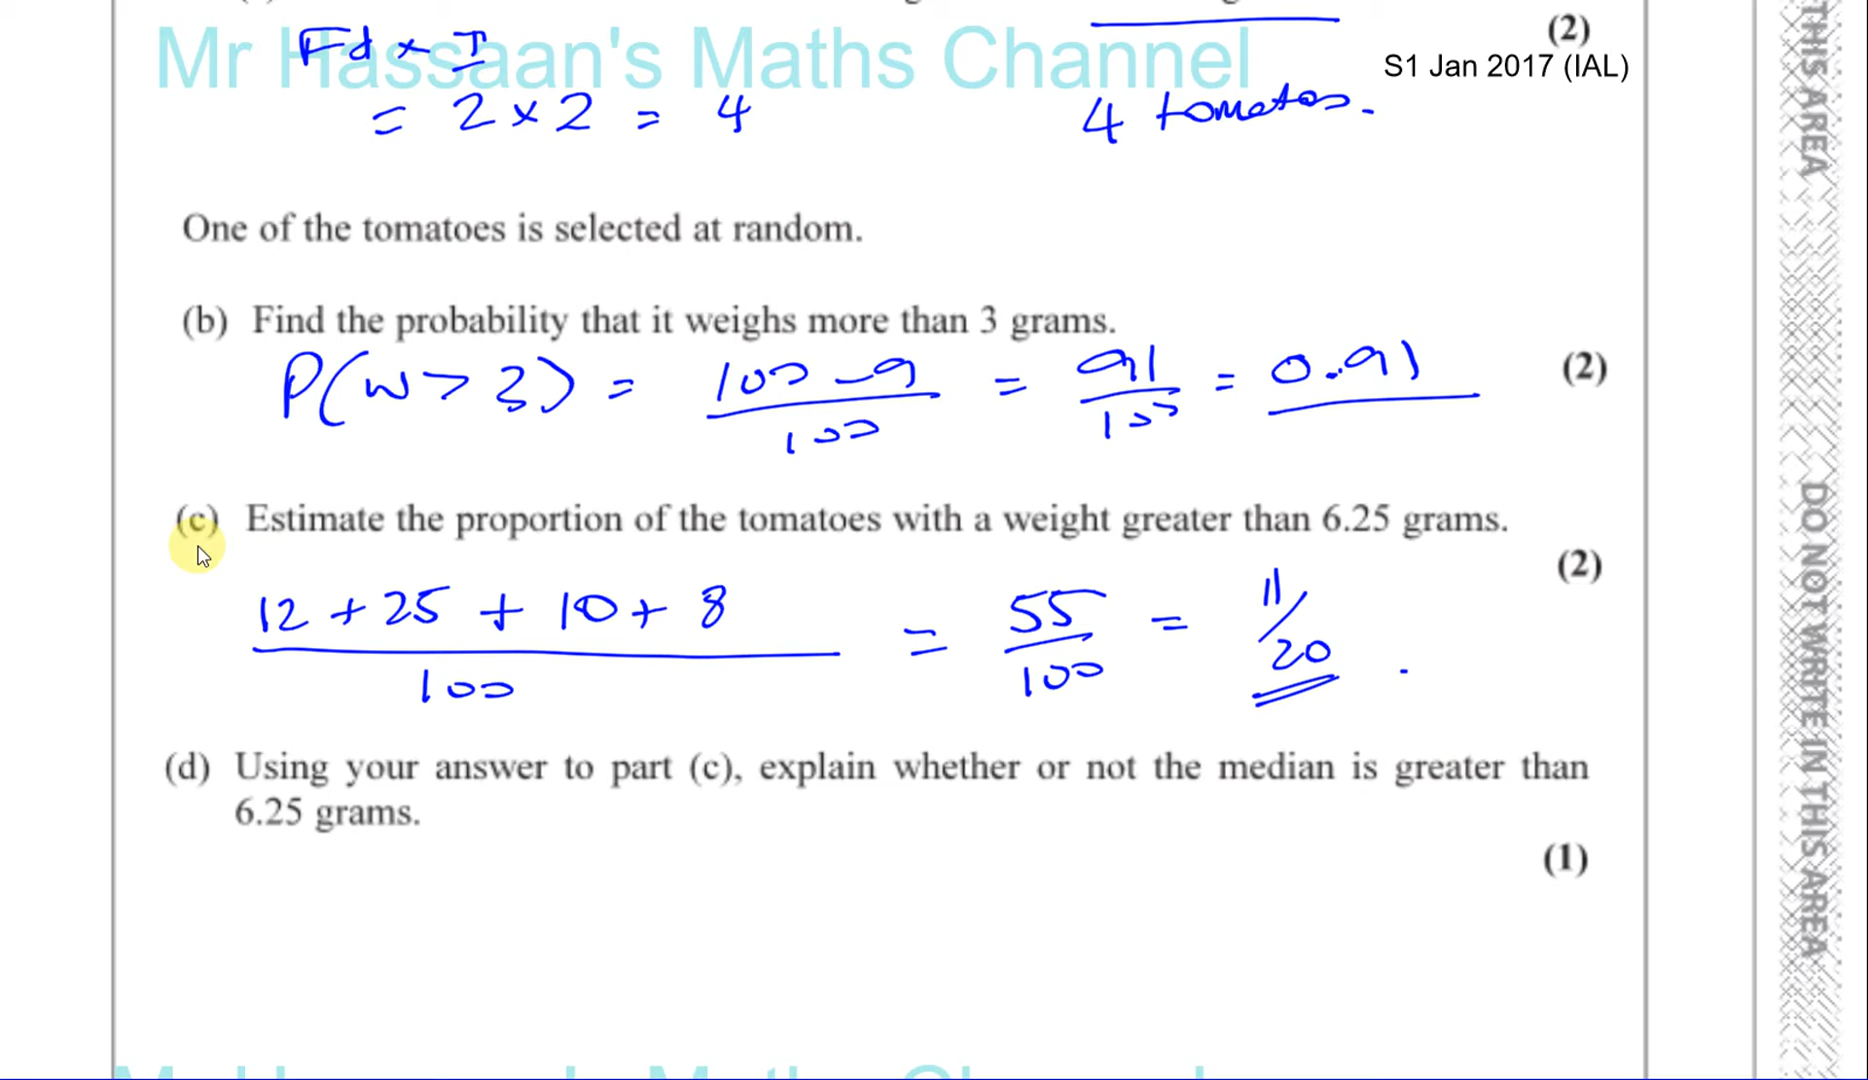 (2)
Mr Hassaan's Maths Channel
Fd × I
S1 Jan 2017 (IAL)
= 2 × 2 = 4
4 tomatos.
One of the tomatoes is selected at random.
(b) Find the probability that it weighs more than 3 grams.
P(W > 3) = 100 - 9 / 100 = 91 / 100 = 0.91
(2)
(c) Estimate the proportion of the tomatoes with a weight greater than 6.25 grams.
(2)
12 + 25 + 10 + 8 / 100 = 55 / 100 = 11/20 .
(d) Using your answer to part (c), explain whether or not the median is greater than
6.25 grams.
(1)
THIS AREA
DO NOT WRITE IN THIS AREA